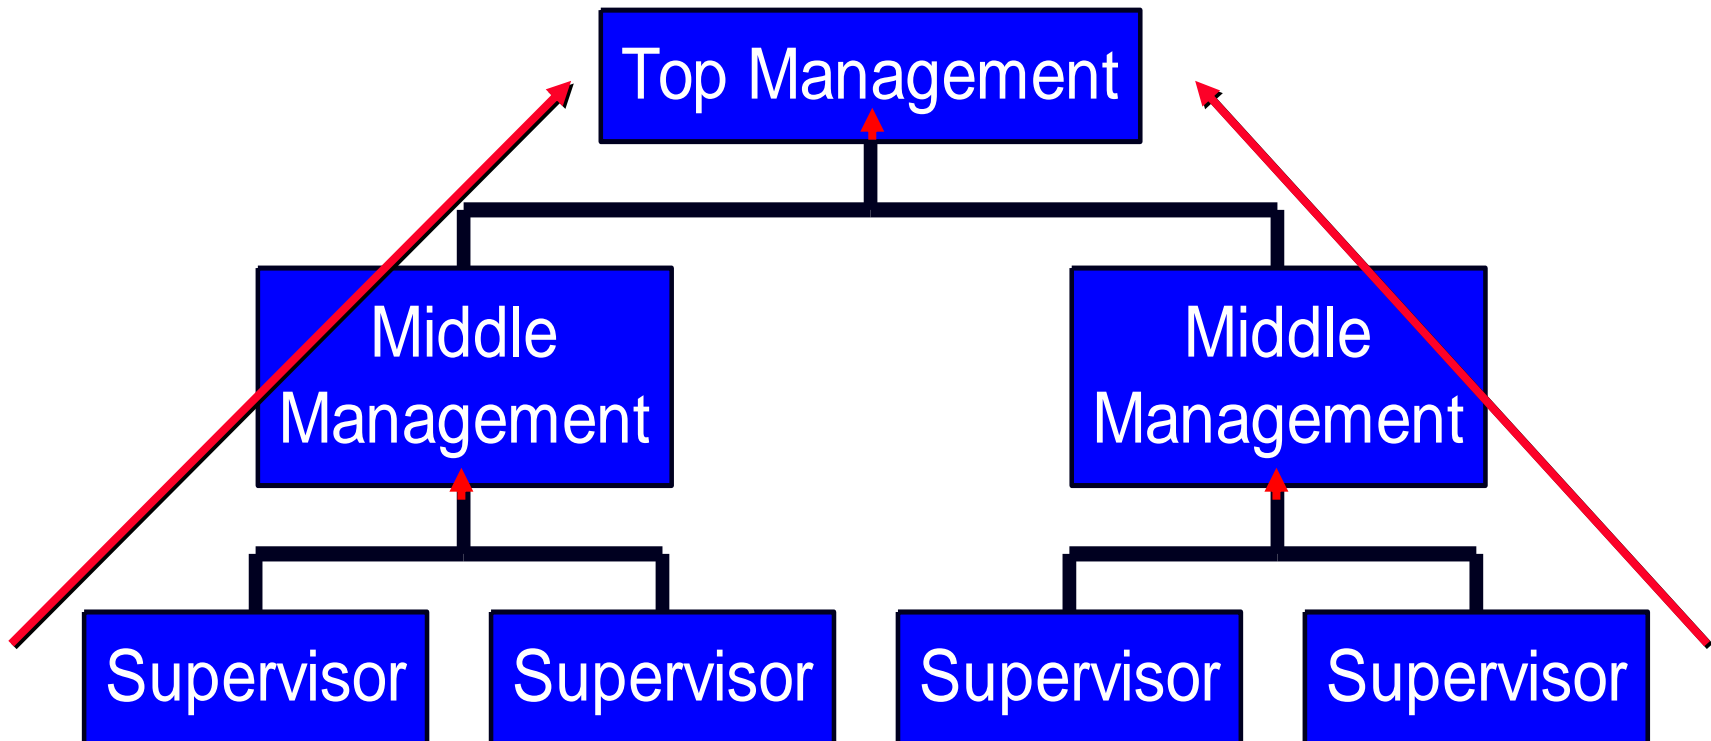 Top Management
Middle
Management
Middle
Management
Supervisor
Supervisor
Supervisor
Supervisor